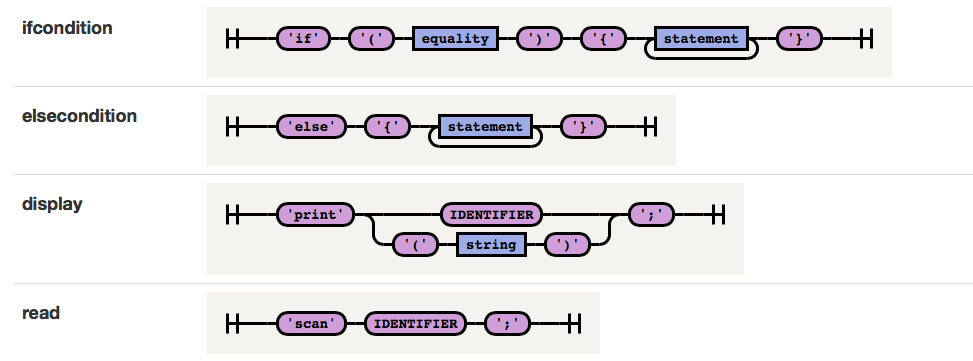 ifcondition 'if' '(' equality ')' '{' statement '}'
elsecondition 'else' '{' statement '}'
display 'print' IDENTIFIER ';'
'(' string ')'
read 'scan' IDENTIFIER ';'